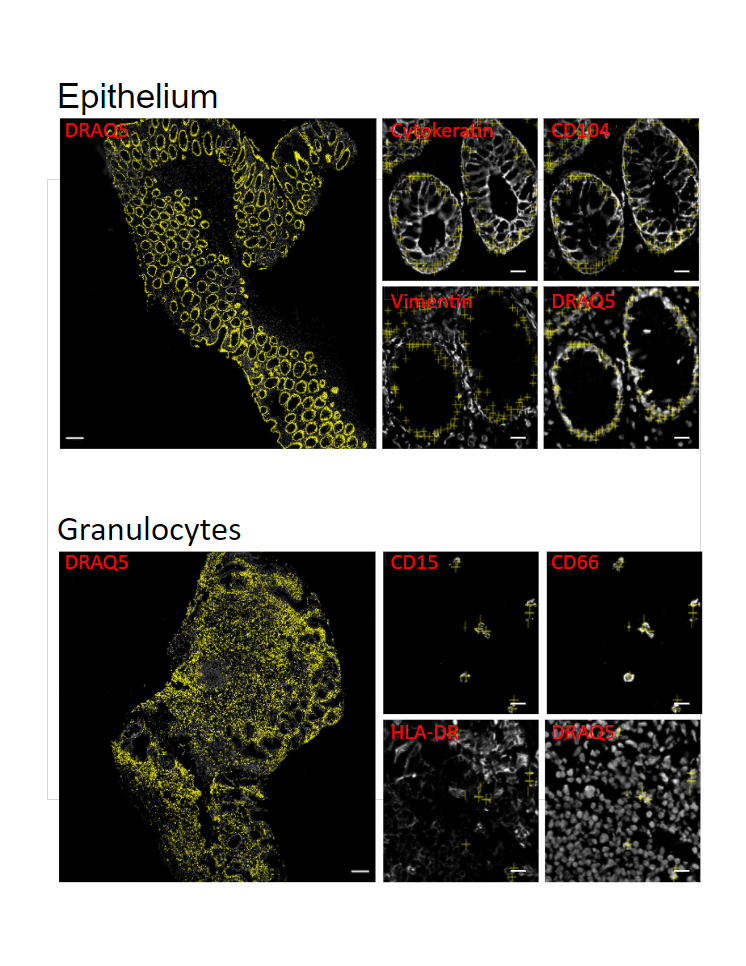 Epithelium
DRAQ5
Cytokeratin
CD104
Vimentin
DRAQ5
Granulocytes
DRAQ5
CD15
CD66
HLA-DR
DRAQ5